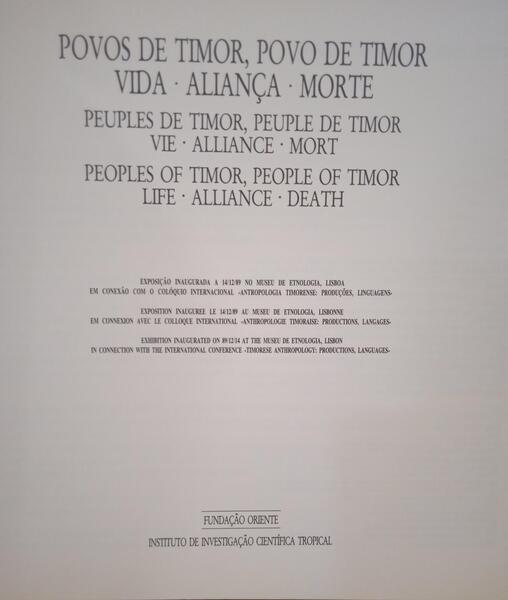 POVOS DE TIMOR, POVO DE TIMOR
VIDA · ALIANÇA · MORTE
PEUPLES DE TIMOR, PEUPLE DE TIMOR
VIE · ALLIANCE · MORT
PEOPLES OF TIMOR, PEOPLE OF TIMOR
LIFE · ALLIANCE · DEATH
EXPOSIÇÃO INAUGURADA A 14/12/89 NO MUSEU DE ETNOLOGIA, LISBOA
EM CONEXÃO COM O COLÓQUIO INTERNACIONAL «ANTROPOLOGIA TIMORENSE: PRODUÇÕES, LINGUAGENS»
EXPOSITION INAUGUREE LE 14/12/89 AU MUSEU DE ETNOLOGIA, LISBONNE
EM CONNEXION AVEC LE COLLOQUE INTERNATIONAL «ANTHROPOLOGIE TIMORAISE: PRODUCTIONS, LANGAGES»
EXHIBITION INAUGURATED ON 89/12/14 AT THE MUSEU DE ETNOLOGIA, LISBON
IN CONNECTION WITH THE INTERNATIONAL CONFERENCE «TIMORESE ANTHROPOLOGY: PRODUCTIONS, LANGUAGES»
FUNDAÇÃO ORIENTE
INSTITUTO DE INVESTIGAÇÃO CIENTÍFICA TROPICAL